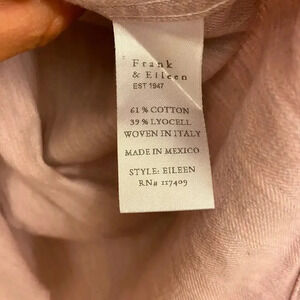 Frank
& Eileen
EST 1947
61 % COTTON
39 % LYOCELL
WOVEN IN ITALY
MADE IN MEXICO
STYLE: EILEEN
RN# 117409